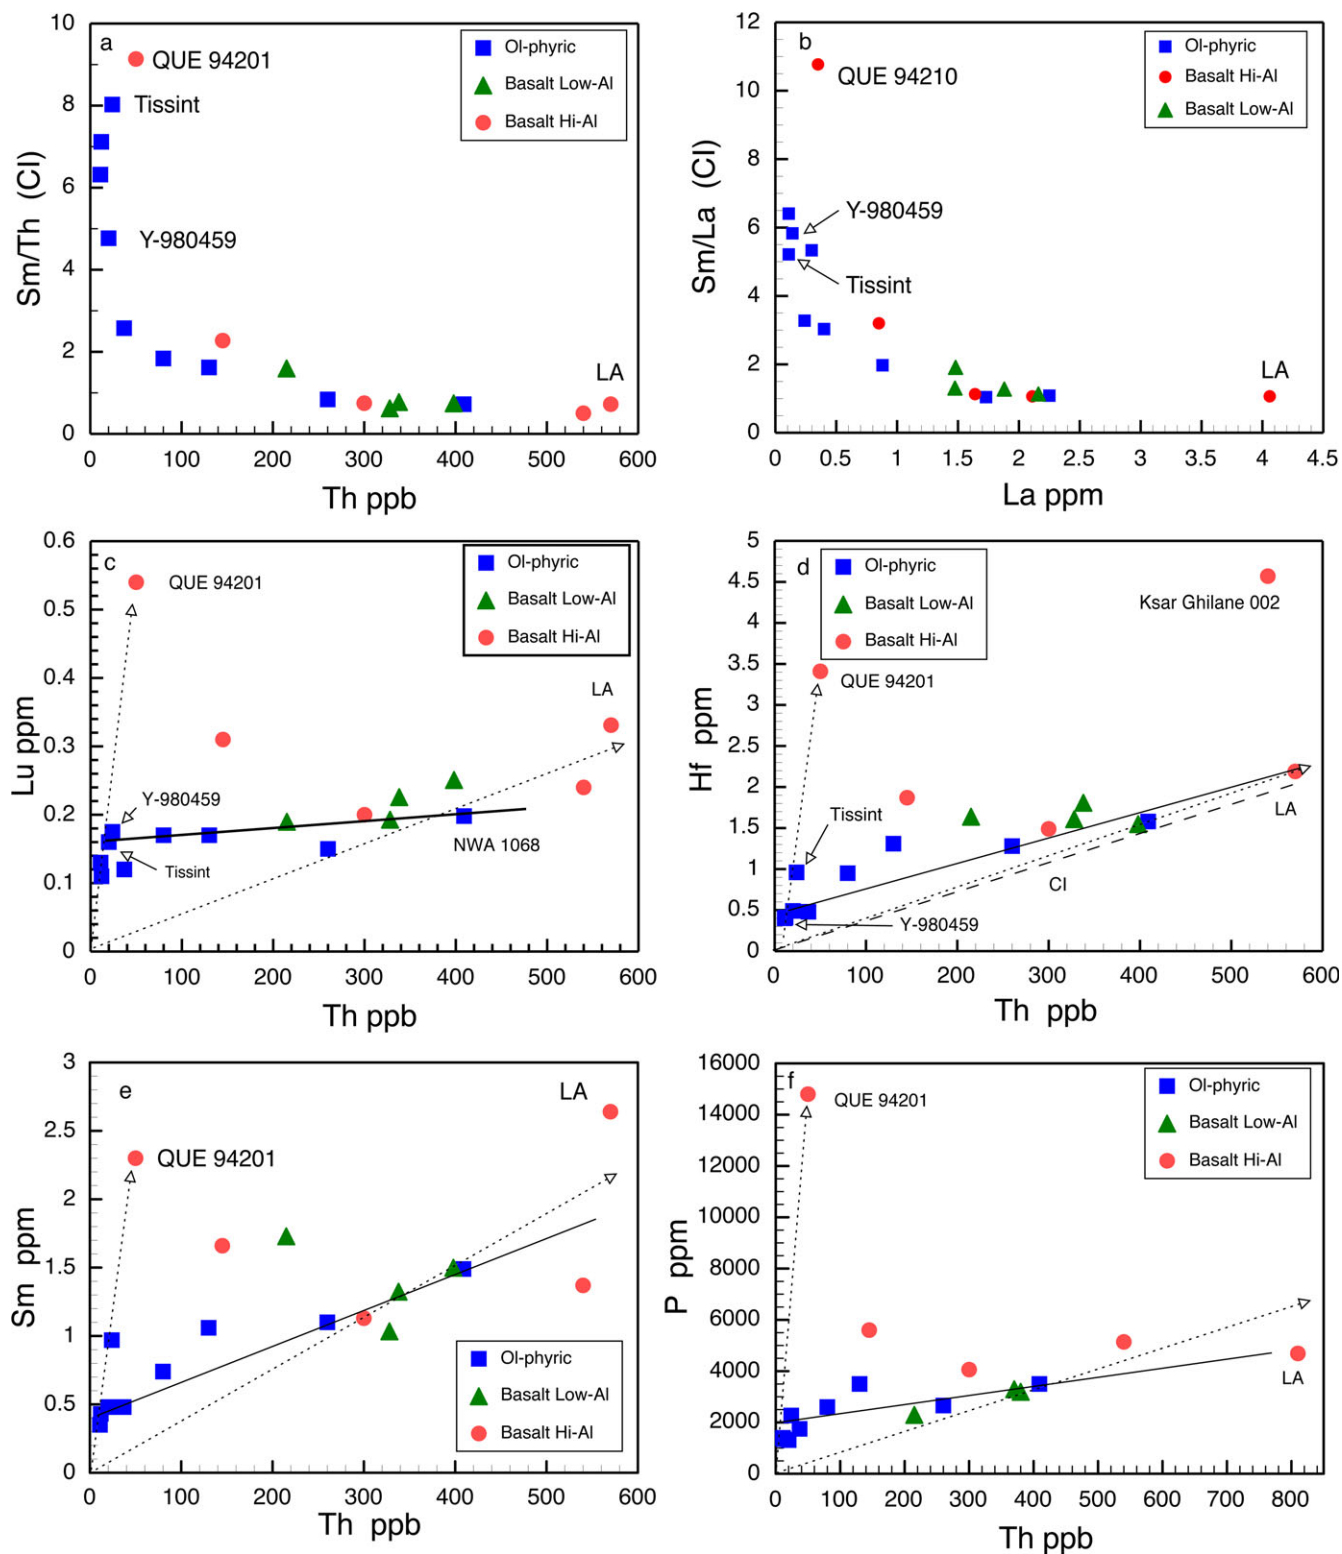 a
10
8
6
4
2
0
Sm/Th (CI)
QUE 94201
Tissint
Y-980459
LA
Ol-phyric
Basalt Low-Al
Basalt Hi-Al
0 100 200 300 400 500 600
Th ppb
b
12
10
8
6
4
2
0
Sm/La (CI)
QUE 94210
Y-980459
Tissint
LA
Ol-phyric
Basalt Hi-Al
Basalt Low-Al
0 0.5 1 1.5 2 2.5 3 3.5 4 4.5
La ppm
c
0.6
0.5
0.4
0.3
0.2
0.1
0
Lu ppm
QUE 94201
Y-980459
Tissint
LA
NWA 1068
Ol-phyric
Basalt Low-Al
Basalt Hi-Al
0 100 200 300 400 500 600
Th ppb
d
5
4.5
4
3.5
3
2.5
2
1.5
1
0.5
0
Hf ppm
Ol-phyric
Basalt Low-Al
Basalt Hi-Al
Ksar Ghilane 002
QUE 94201
Tissint
LA
CI
Y-980459
0 100 200 300 400 500 600
Th ppb
e
3
2.5
2
1.5
1
0.5
0
Sm ppm
LA
QUE 94201
Ol-phyric
Basalt Low-Al
Basalt Hi-Al
0 100 200 300 400 500 600
Th ppb
f
16000
14000
12000
10000
8000
6000
4000
2000
0
P ppm
QUE 94201
Ol-phyric
Basalt Low-Al
Basalt Hi-Al
LA
0 100 200 300 400 500 600 700 800
Th ppb